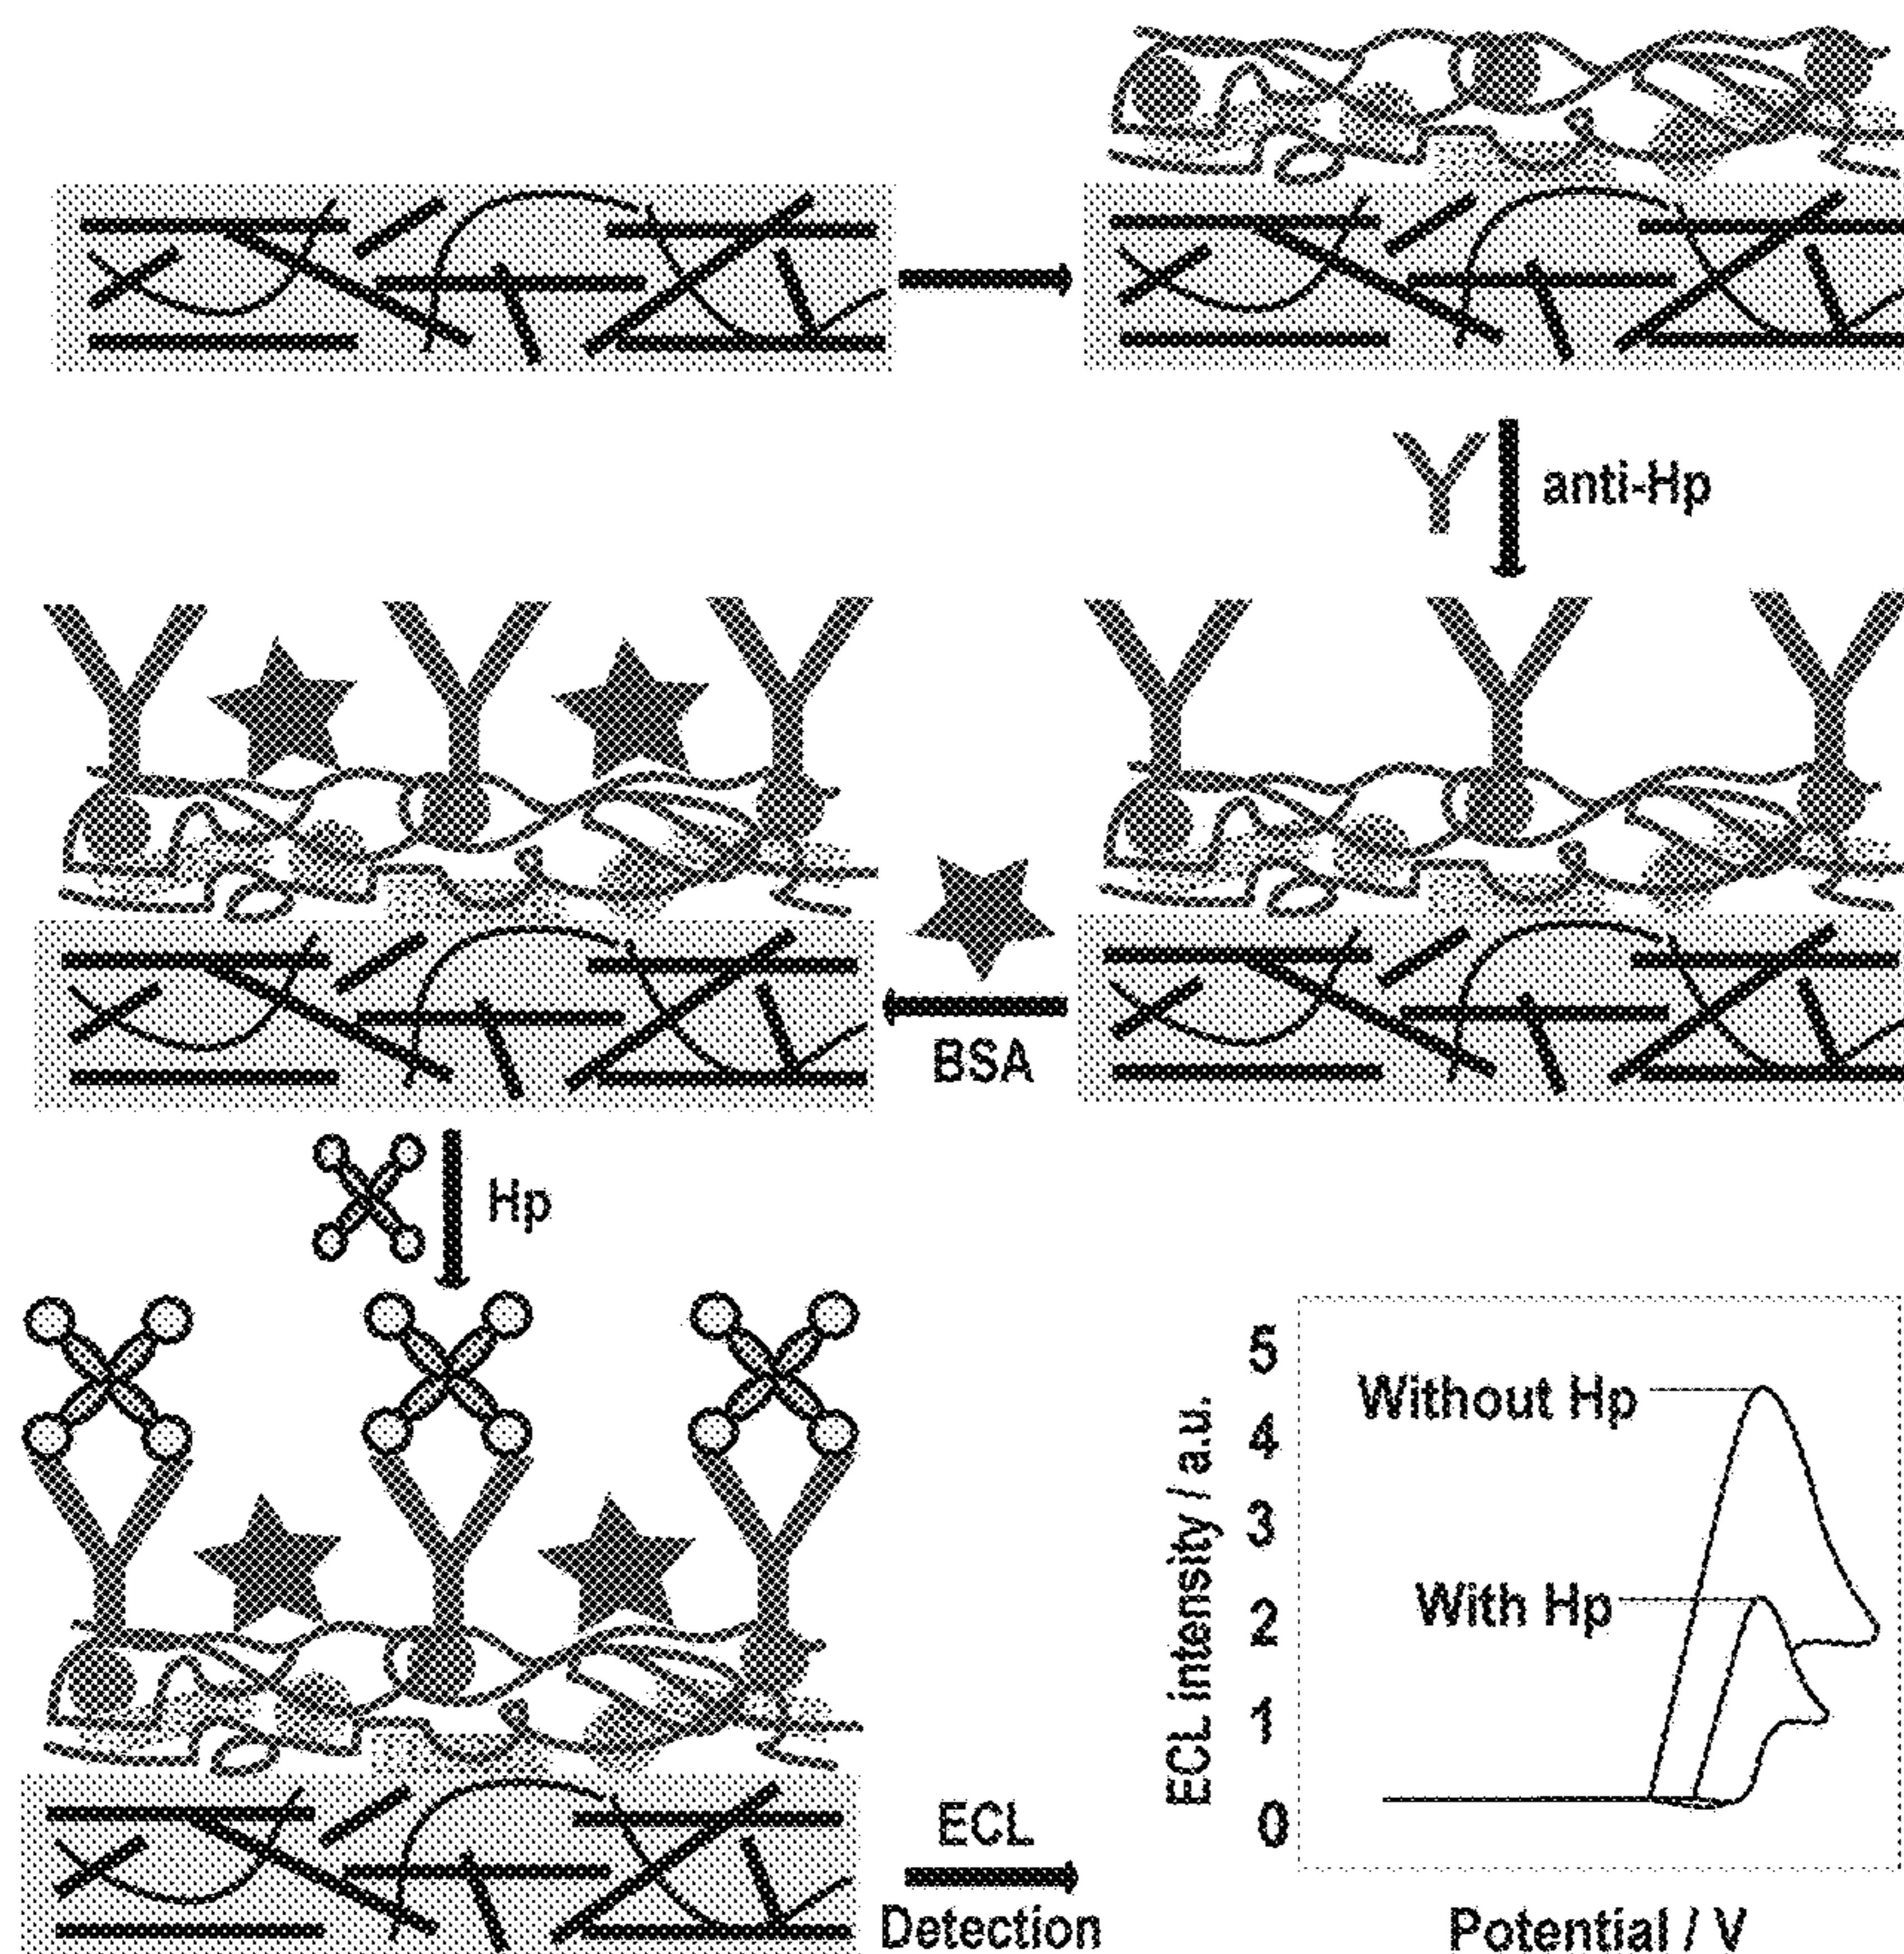 anti-Hp
BSA
Hp
5
Without Hp
4
ECL intensity / a.u.
3
With Hp
2
1
0
ECL
Detection
Potential / V